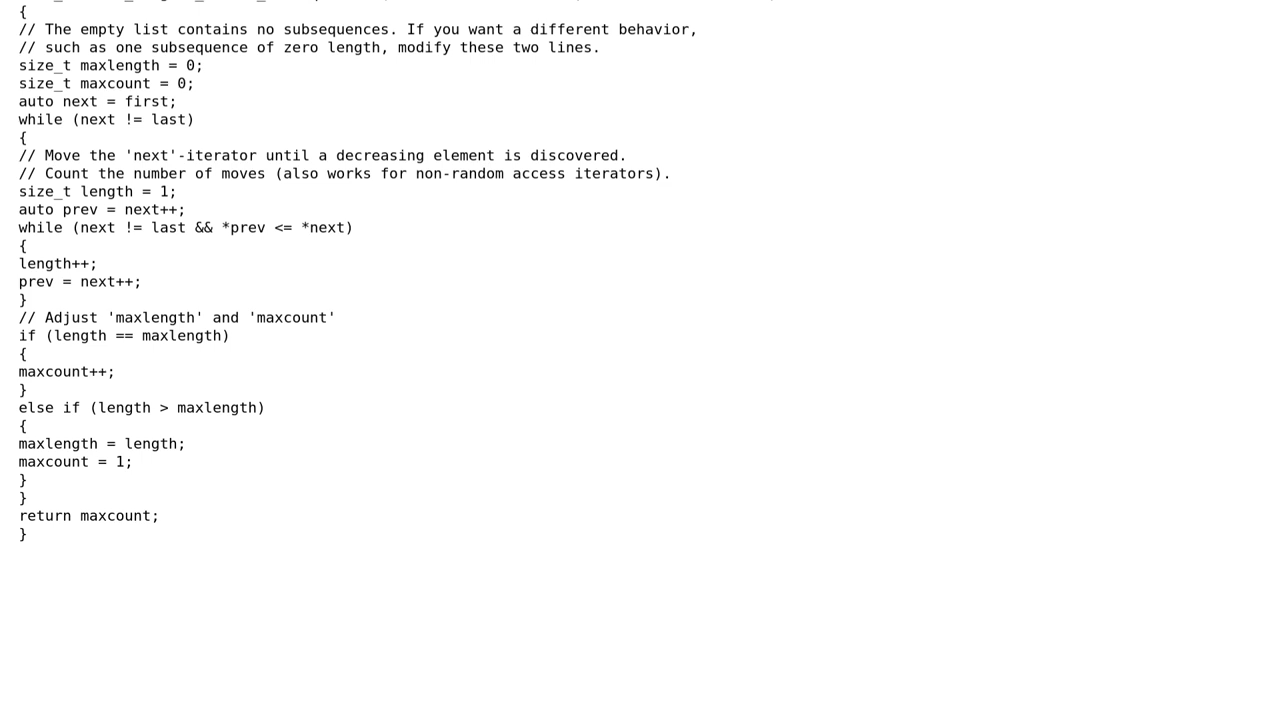 {
// The empty list contains no subsequences. If you want a different behavior,
// such as one subsequence of zero length, modify these two lines.
size_t maxlength = 0;
size_t maxcount = 0;
auto next = first;
while (next != last)
{
// Move the 'next'-iterator until a decreasing element is discovered.
// Count the number of moves (also works for non-random access iterators).
size_t length = 1;
auto prev = next++;
while (next != last && *prev <= *next)
{
length++;
prev = next++;
}
// Adjust 'maxlength' and 'maxcount'
if (length == maxlength)
{
maxcount++;
}
else if (length > maxlength)
{
maxlength = length;
maxcount = 1;
}
}
return maxcount;
}